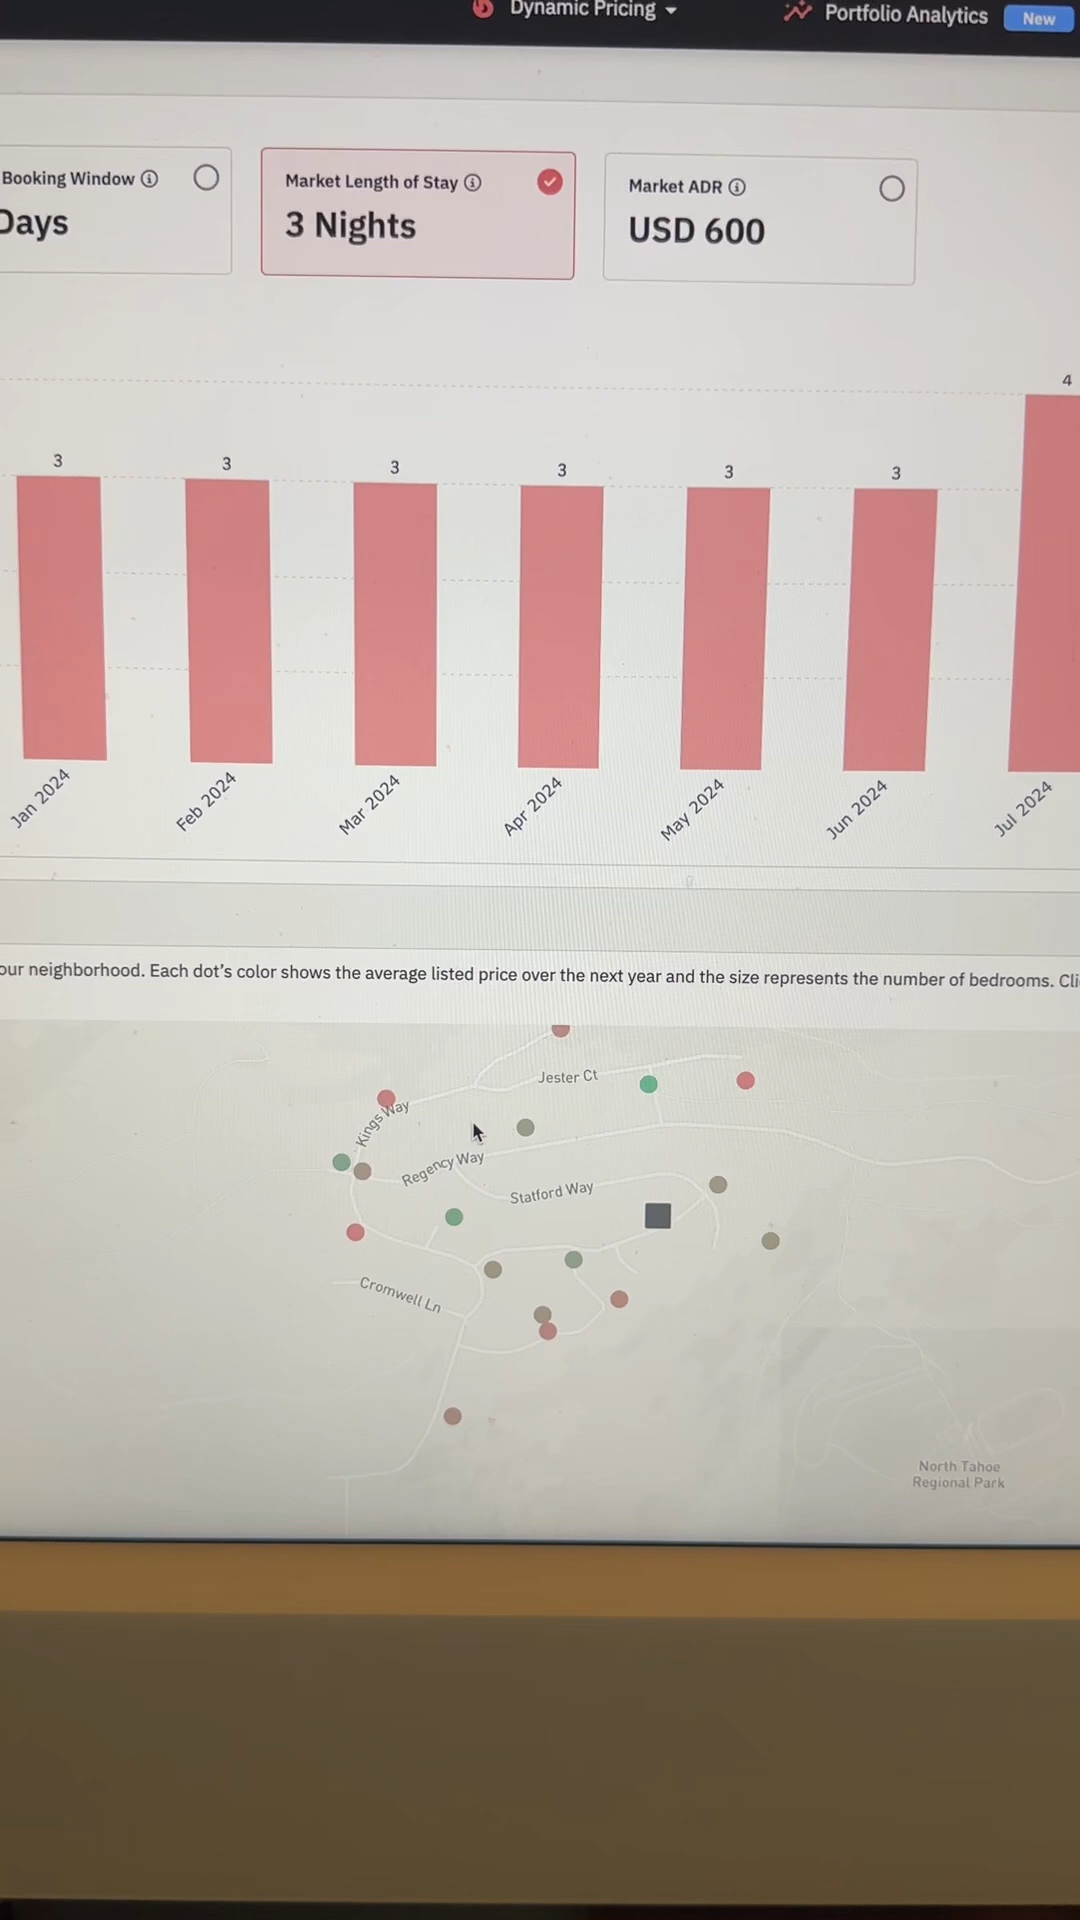 Dynamic Pricing
Portfolio Analytics
New
Booking Window
Days
Market Length of Stay
3 Nights
Market ADR
USD 600
4
3
3
3
3
3
3
Jan 2024
Feb 2024
Mar 2024
Apr 2024
May 2024
Jun 2024
Jul 2024
our neighborhood. Each dot's color shows the average listed price over the next year and the size represents the number of bedrooms. Cli
Jester Ct
Kings Way
Regency Way
Statford Way
Cromwell Ln
North Tahoe
Regional Park